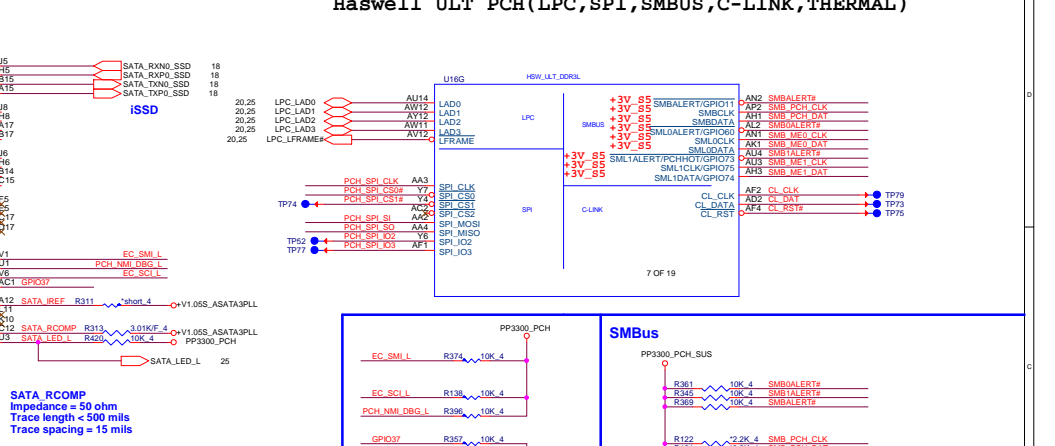 Haswell ULT PCH(LPC,SPI,SMBUS,C-LINK,THERMAL)
SATA_RXN0_SSD 18
SATA_RXP0_SSD 18
SATA_TXN0_SSD 18
SATA_TXP0_SSD 18
iSSD
U16G
HSW_ULT_DDR3L
20,25 LPC_LAD0 AU14 LAD0
20,25 LPC_LAD1 AW12 LAD1
20,25 LPC_LAD2 AY12 LAD2
20,25 LPC_LAD3 AW11 LAD3
20,25 LPC_LFRAME# AV12 LFRAME
LPC
SMBUS
+3V_S5 SMBALERT/GPIO11 AN2 SMBALERT#
+3V_S5 SMBCLK AP2 SMB_PCH_CLK
+3V_S5 SMBDATA AH1 SMB_PCH_DAT
+3V_S5 SML0ALERT/GPIO60 AL2 SMB0ALERT#
+3V_S5 SML0CLK AN1 SMB_ME0_CLK
+3V_S5 SML0DATA AK1 SMB_ME0_DAT
+3V_S5 SML1ALERT/PCHHOT/GPIO73 AU4 SMB1ALERT#
+3V_S5 SML1CLK/GPIO75 AU3 SMB_ME1_CLK
+3V_S5 SML1DATA/GPIO74 AH3 SMB_ME1_DAT
PCH_SPI_CLK AA3 SPI_CLK
PCH_SPI_CS0# Y7 SPI_CS0
TP74 PCH_SPI_CS1# Y4 SPI_CS1
AC2 SPI_CS2
PCH_SPI_SI AA2 SPI_MOSI
PCH_SPI_SO AA4 SPI_MISO
TP52 PCH_SPI_IO2 Y6 SPI_IO2
TP77 PCH_SPI_IO3 AF1 SPI_IO3
SPI
C-LINK
CL_CLK AF2 CL_CLK TP79
CL_DATA AD2 CL_DAT TP73
CL_RST AF4 CL_RST# TP75
7 OF 19
EC_SMI_L
PCH_NMI_DBG_L
EC_SCI_L
AC1 GPIO37
A12 SATA_IREF R311 *short_4 +V1.05S_ASATA3PLL
C12 SATA_RCOMP R313 3.01K/F_4 +V1.05S_ASATA3PLL
U3 SATA_LED_L R420 10K_4 PP3300_PCH
SATA_LED_L 25
SATA_RCOMP
Impedance = 50 ohm
Trace length < 500 mils
Trace spacing = 15 mils
PP3300_PCH
EC_SMI_L R374 10K_4
EC_SCI_L R138 10K_4
PCH_NMI_DBG_L R396 10K_4
GPIO37 R357 10K_4
SMBus
PP3300_PCH_SUS
R361 10K_4 SMB0ALERT#
R345 10K_4 SMB1ALERT#
R369 10K_4 SMBALERT#
R122 *2.2K_4 SMB_PCH_CLK
D
C